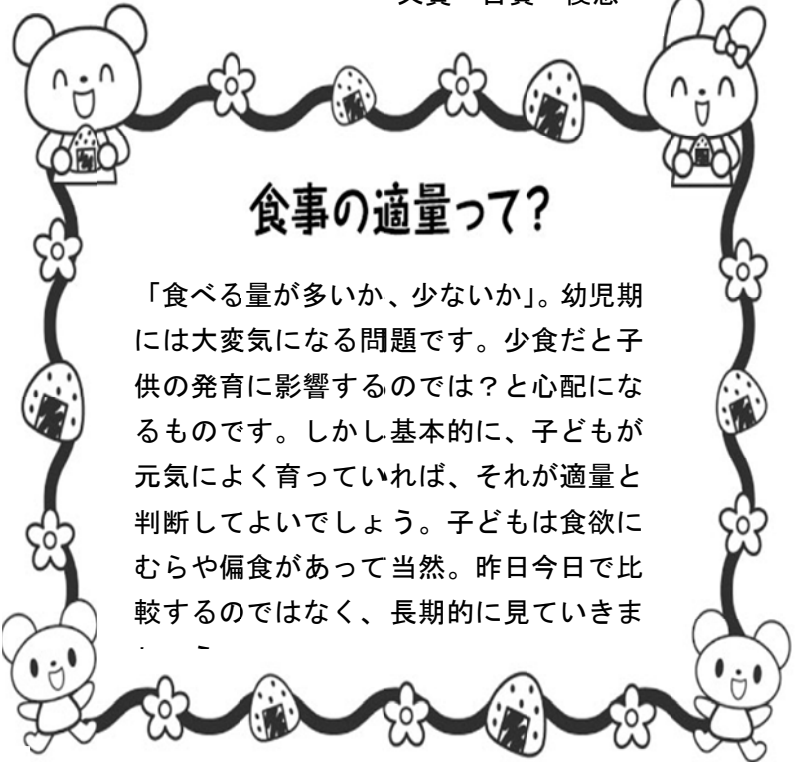 食事の適量って？
「食べる量が多いか、少ないか」。幼児期
には大変気になる問題です。少食だと子
供の発育に影響するのでは？と心配にな
るものです。しかし基本的に、子どもが
元気によく育っていれば、それが適量と
判断してよいでしょう。子どもは食欲に
むらや偏食があって当然。昨日今日で比
較するのではなく、長期的に見ていきま